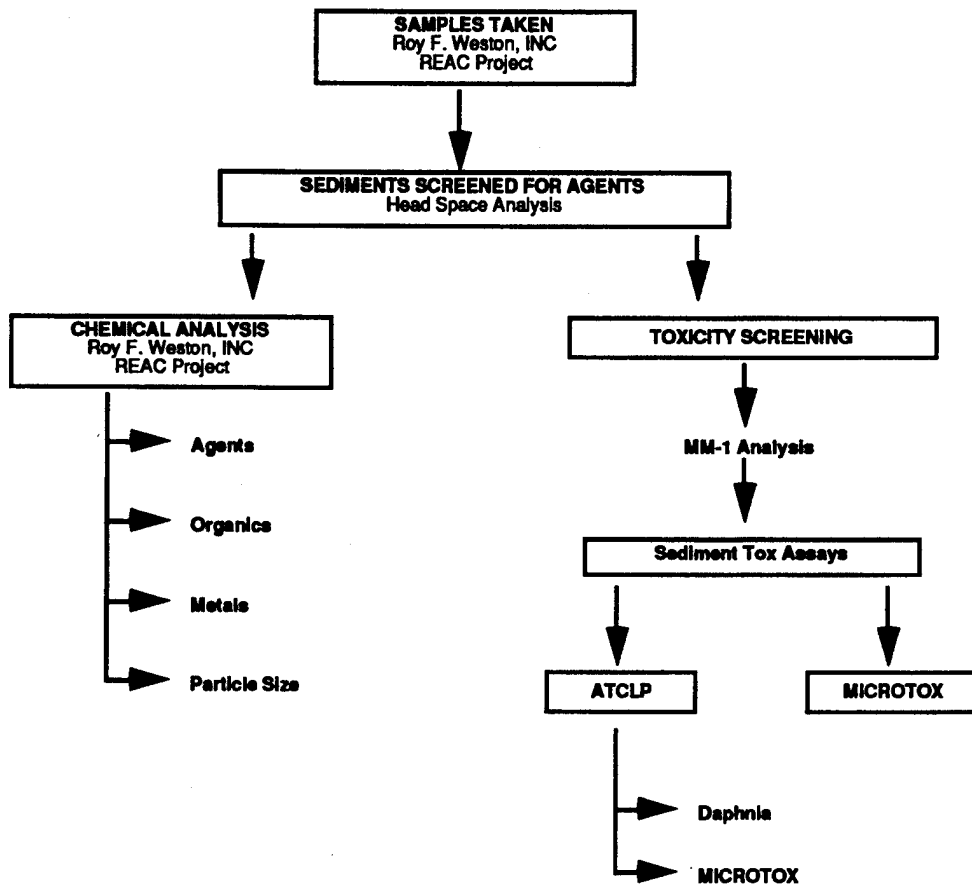 SAMPLES TAKEN
Roy F. Weston, INC
REAC Project
SEDIMENTS SCREENED FOR AGENTS
Head Space Analysis
CHEMICAL ANALYSIS
Roy F. Weston, INC
REAC Project
Agents
Organics
Metals
Particle Size
TOXICITY SCREENING
MM-1 Analysis
Sediment Tox Assays
ATCLP
MICROTOX
Daphnia
MICROTOX